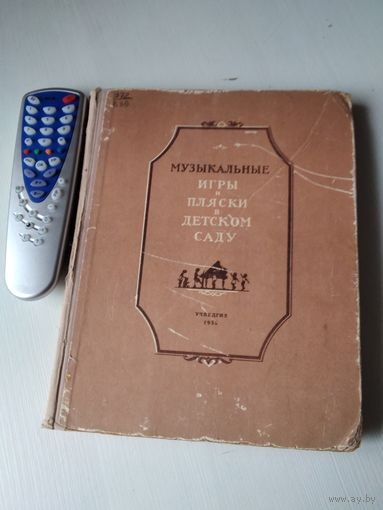 МУЗЫКАЛЬНЫЕ
ИГРЫ
И
ПЛЯСКИ
В
ДЕТСКОМ
САДУ
УЧПЕДГИЗ
www.ay.by